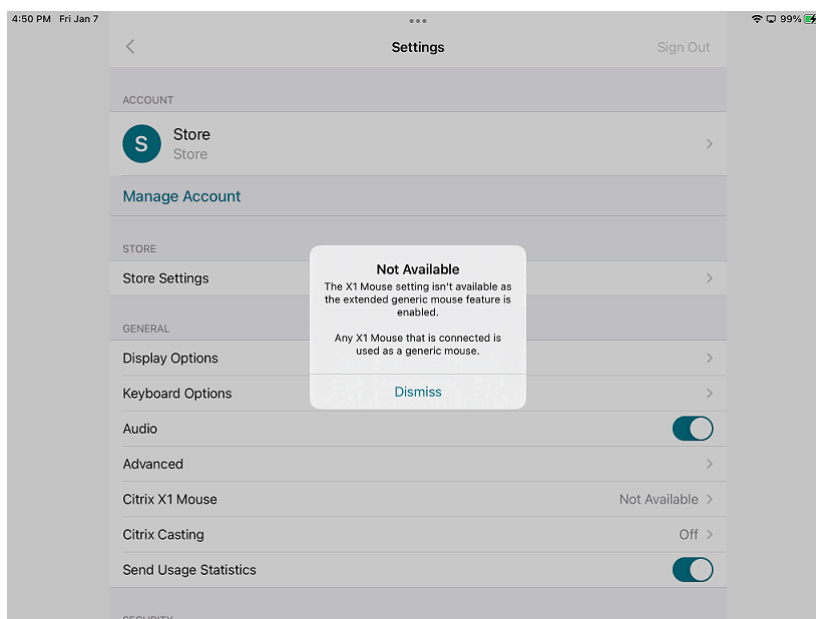 4:50 PM Fri Jan 7
99%
Settings
Sign Out
ACCOUNT
S
Store
Store
Manage Account
STORE
Store Settings
GENERAL
Display Options
Keyboard Options
Audio
Advanced
Citrix X1 Mouse
Not Available
Citrix Casting
Off
Send Usage Statistics
SECURITY
Not Available
The X1 Mouse setting isn't available as
the extended generic mouse feature is
enabled.
Any X1 Mouse that is connected is
used as a generic mouse.
Dismiss